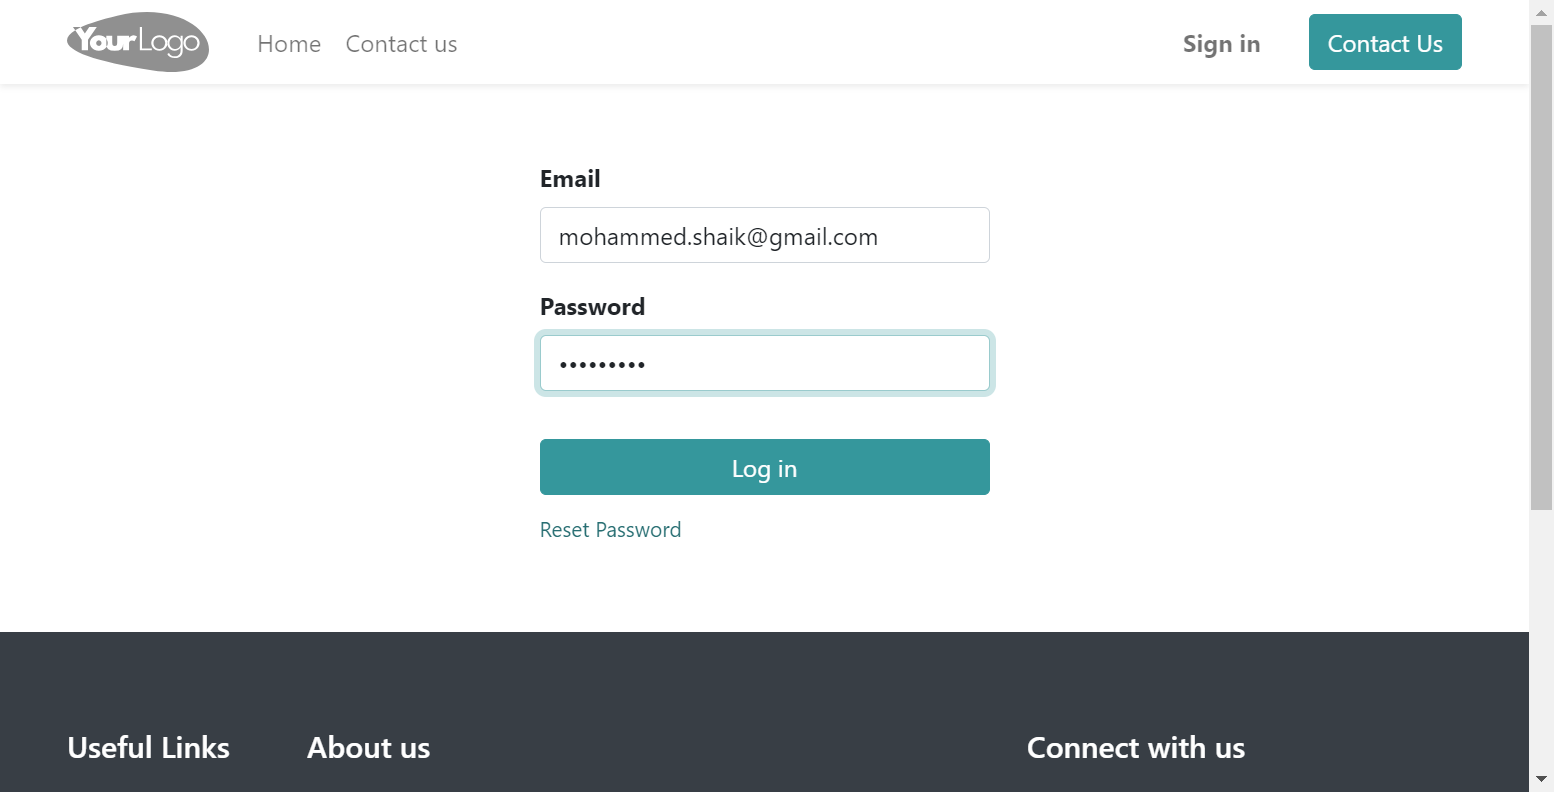 YourLogo Home Contact us Sign in Contact Us
Email
mohammed.shaik@gmail.com
Password
•••••••••
Log in
Reset Password
Useful Links About us Connect with us